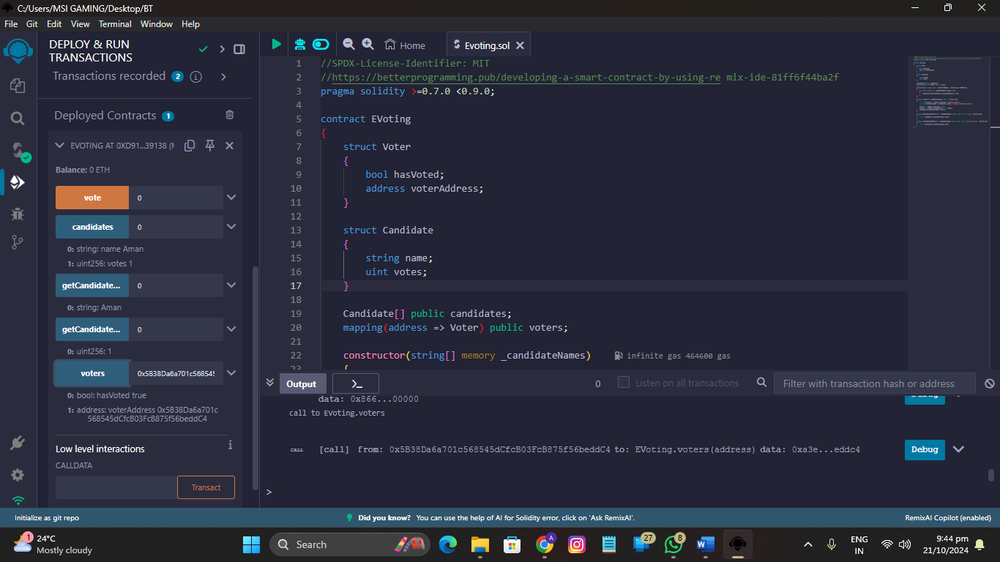 C:/Users/MSI GAMING/Desktop/BT
File Git Edit View Terminal Window Help
DEPLOY & RUN
TRANSACTIONS
Transactions recorded 2 i
Deployed Contracts 1
EVOTING AT 0XD91...39138 (
Balance: 0 ETH
vote 0
candidates 0
0: string: name Aman
1: uint256: votes 1
getCandidate... 0
0: string: Aman
getCandidate... 0
0: uint256: 1
voters 0x5B38Da6a701c56854
0: bool: hasVoted true
1: address: voterAddress 0x5B38Da6a701c
568545dCfcB03FcB875f56beddC4
Low level interactions i
CALLDATA
Transact
Home
Evoting.sol
1 //SPDX-License-Identifier: MIT
2 //https://betterprogramming.pub/developing-a-smart-contract-by-using-re mix-ide-81ff6f44ba2f
3 pragma solidity >=0.7.0 <0.9.0;
4
5 contract EVoting
6 {
7 struct Voter
8 {
9 bool hasVoted;
10 address voterAddress;
11 }
12
13 struct Candidate
14 {
15 string name;
16 uint votes;
17 }
18
19 Candidate[] public candidates;
20 mapping(address => Voter) public voters;
21
22 constructor(string[] memory _candidateNames) infinite gas 464600 gas
23 {
Output >_ 0 Listen on all transactions Filter with transaction hash or address
data: 0x866...00000 Debug
call to EVoting.voters
CALL [call] from: 0x5B38Da6a701c568545dCfcB03FcB875f56beddC4 to: EVoting.voters(address) data: 0xa3e...eddc4 Debug
>
Initialize as git repo Did you know? You can use the help of AI for Solidity error, click on 'Ask RemixAI'. RemixAI Copilot (enabled)
1 24°C
Mostly cloudy
Search
A
27
8
ENG
IN
9:44 pm
21/10/2024